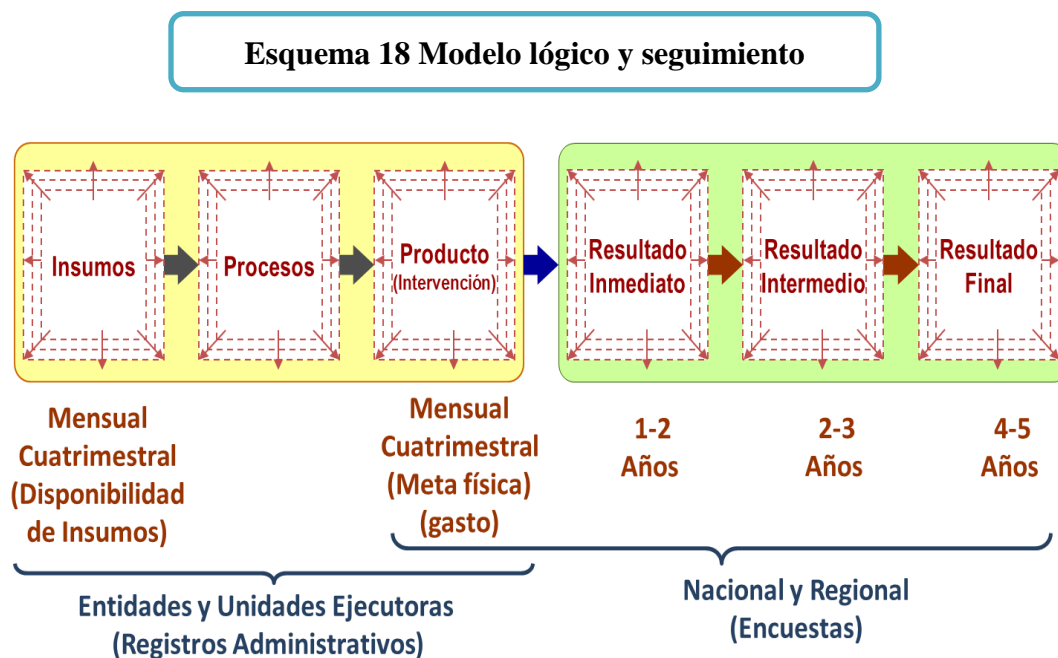 Esquema 18 Modelo lógico y seguimiento
Insumos
Procesos
Producto
(Intervención)
Resultado
Inmediato
Resultado
Intermedio
Resultado
Final
Mensual
Cuatrimestral
(Disponibilidad
de Insumos)
Mensual
Cuatrimestral
(Meta física)
(gasto)
1-2
Años
2-3
Años
4-5
Años
Entidades y Unidades Ejecutoras
(Registros Administrativos)
Nacional y Regional
(Encuestas)